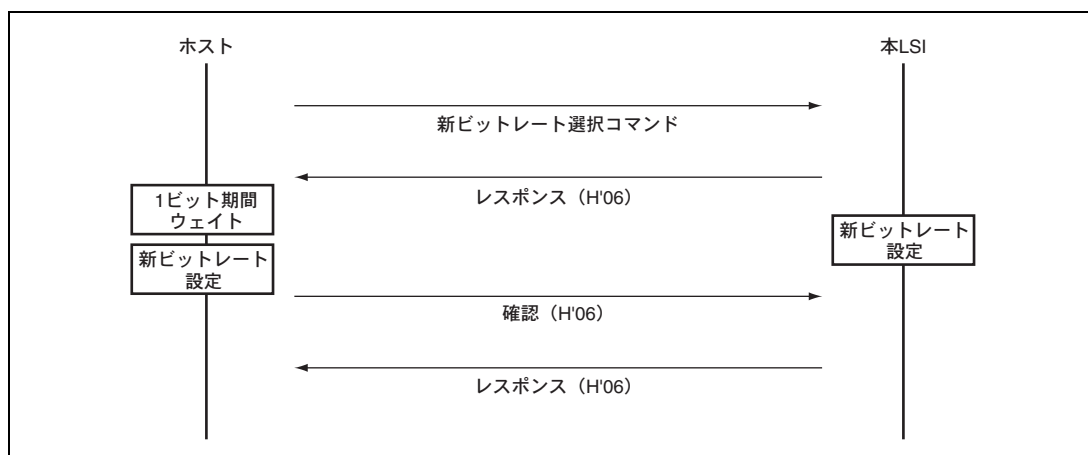 ホスト
本LSI
新ビットレート選択コマンド
レスポンス（H'06）
1ビット期間
ウェイト
新ビットレート
設定
新ビットレート
設定
確認（H'06）
レスポンス（H'06）